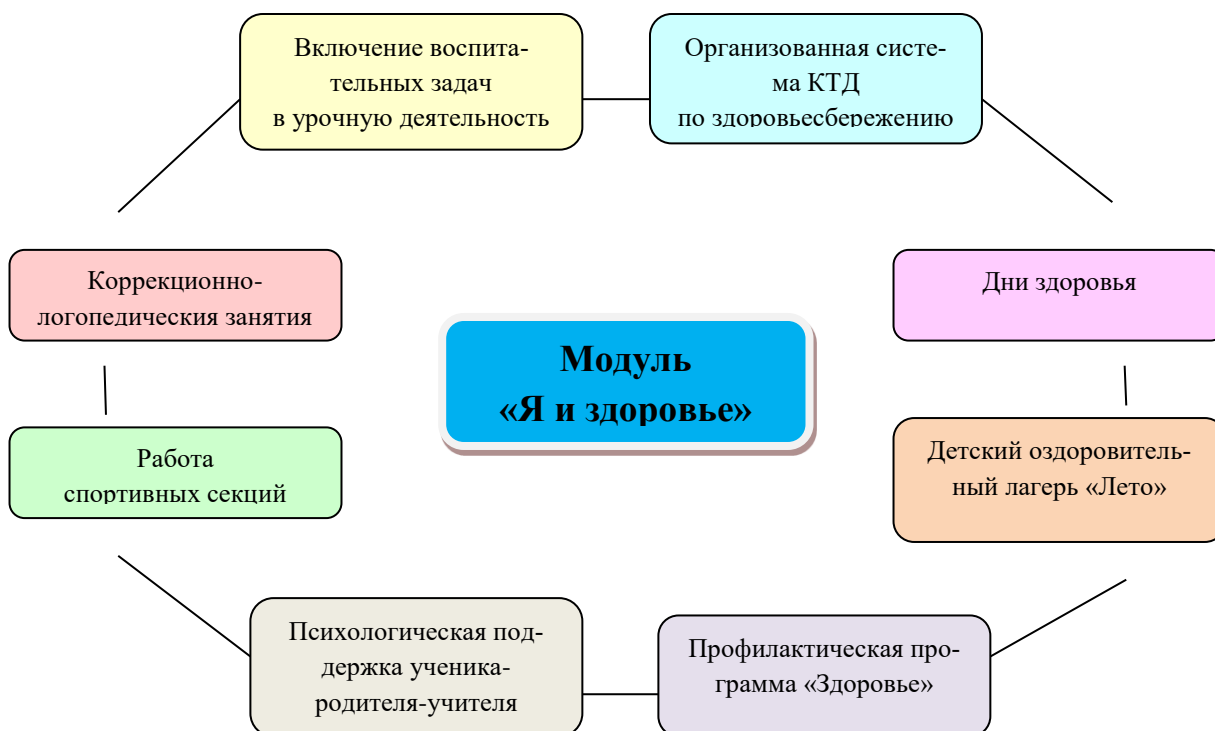 Включение воспита-
тельных задач
в урочную деятельность
Организованная систе-
ма КТД
по здоровьесбережению
Коррекционно-
логопедическия занятия
Дни здоровья
Модуль
«Я и здоровье»
Работа
спортивных секций
Детский оздоровитель-
ный лагерь «Лето»
Психологическая под-
держка ученика-
родителя-учителя
Профилактическая про-
грамма «Здоровье»